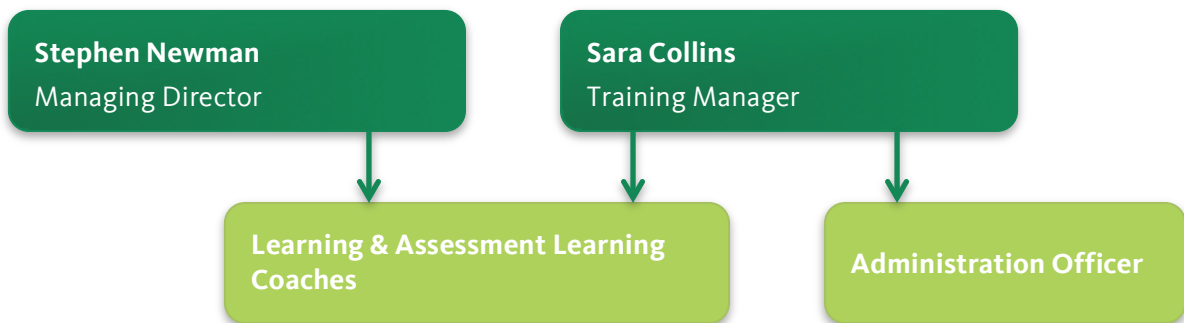 Stephen Newman
Managing Director
Sara Collins
Training Manager
Learning & Assessment Learning
Coaches
Administration Officer